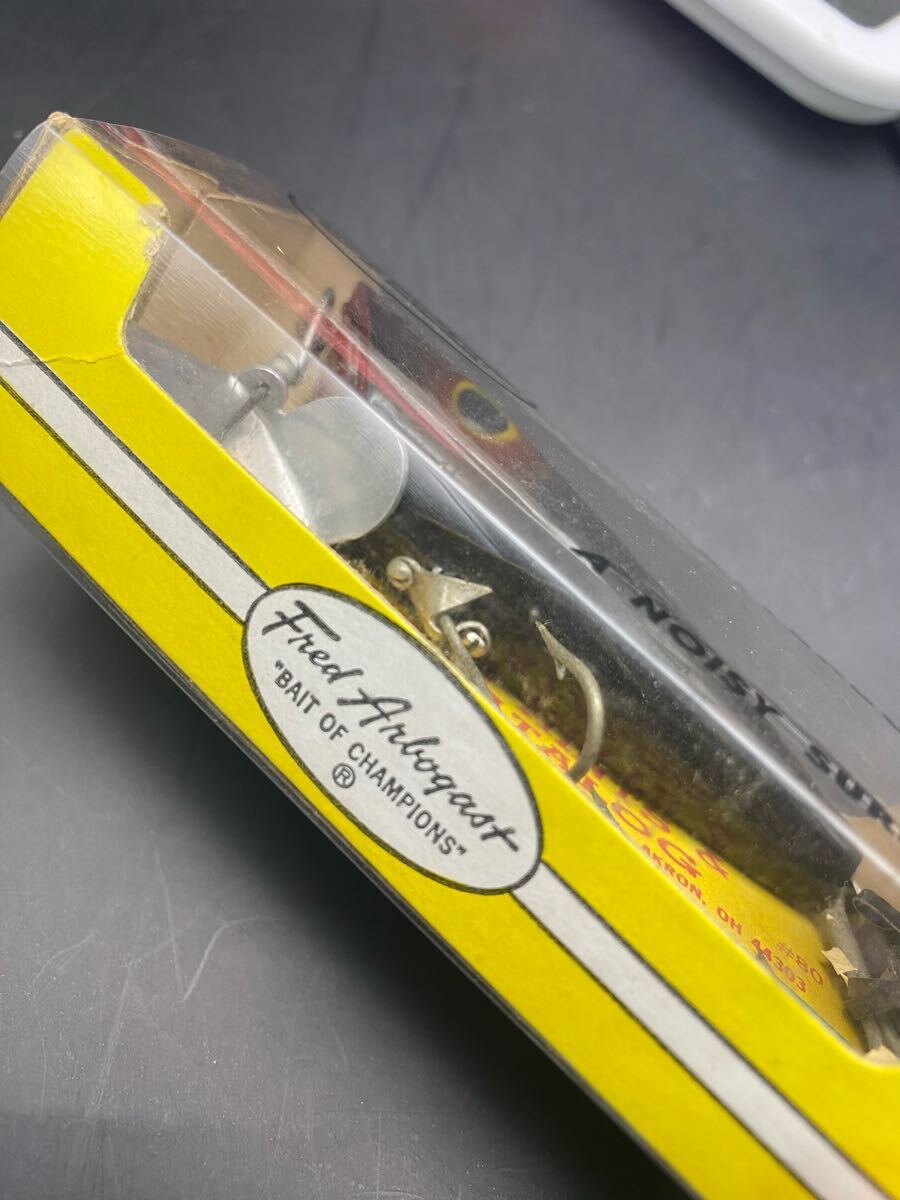 Fred Arbogast
"BAIT OF CHAMPIONS"
®
A NOISY SUR
AKRON, OH 44303
#80